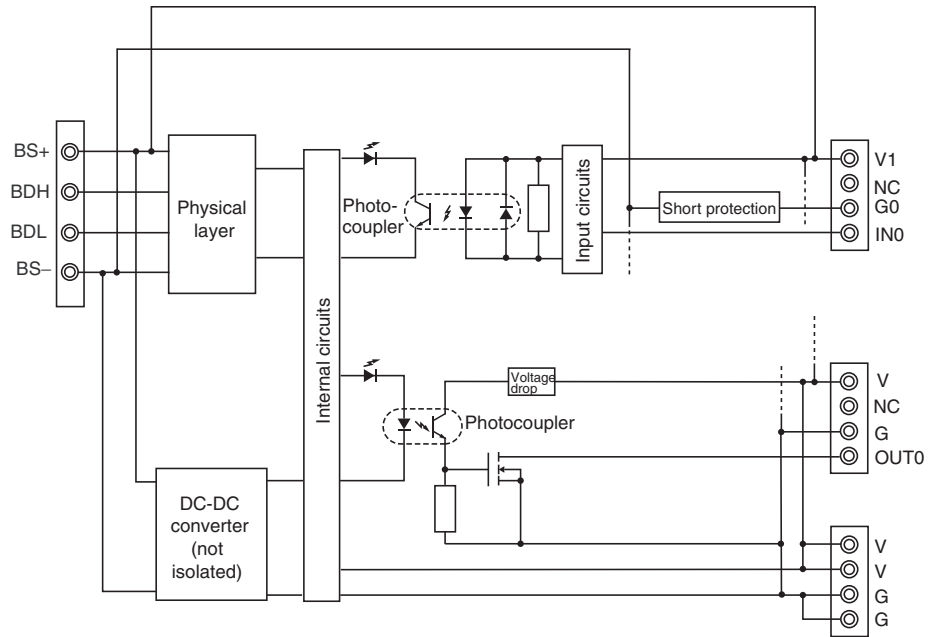 BS+
BDH
BDL
BS−
Physical
layer
Photo-
coupler
Input circuits
Short protection
V1
NC
G0
IN0
Internal circuits
Voltage
drop
Photocoupler
V
NC
G
OUT0
DC-DC
converter
(not
isolated)
V
V
G
G